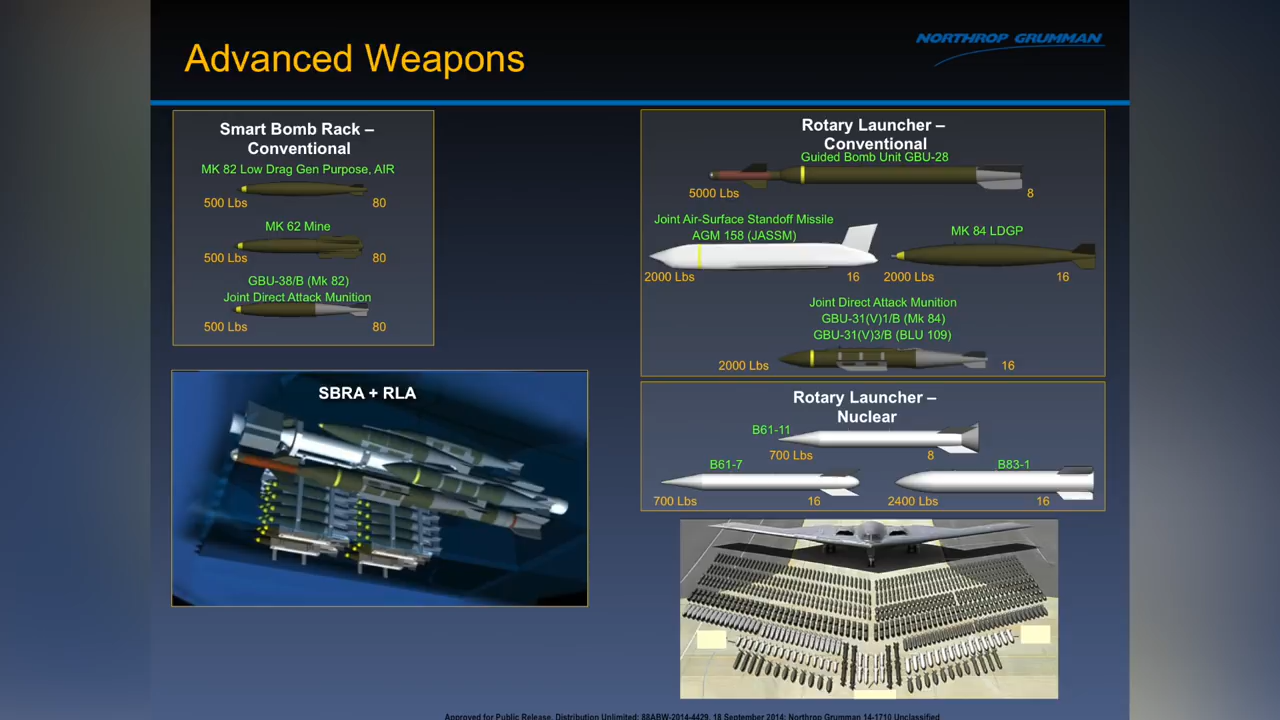 Advanced Weapons
NORTHROP GRUMMAN
Smart Bomb Rack –
Conventional
MK 82 Low Drag Gen Purpose, AIR
500 Lbs 80
MK 62 Mine
500 Lbs 80
GBU-38/B (Mk 82)
Joint Direct Attack Munition
500 Lbs 80
SBRA + RLA
Rotary Launcher –
Conventional
Guided Bomb Unit GBU-28
5000 Lbs 8
Joint Air-Surface Standoff Missile
AGM 158 (JASSM)
2000 Lbs 16
MK 84 LDGP
2000 Lbs 16
Joint Direct Attack Munition
GBU-31(V)1/B (Mk 84)
GBU-31(V)3/B (BLU 109)
2000 Lbs 16
Rotary Launcher –
Nuclear
B61-11
700 Lbs 8
B61-7
700 Lbs 16
B83-1
2400 Lbs 16
Approved for Public Release, Distribution Unlimited; 88ABW-2014-4429, 18 September 2014; Northrop Grumman 14-1710 Unclassified